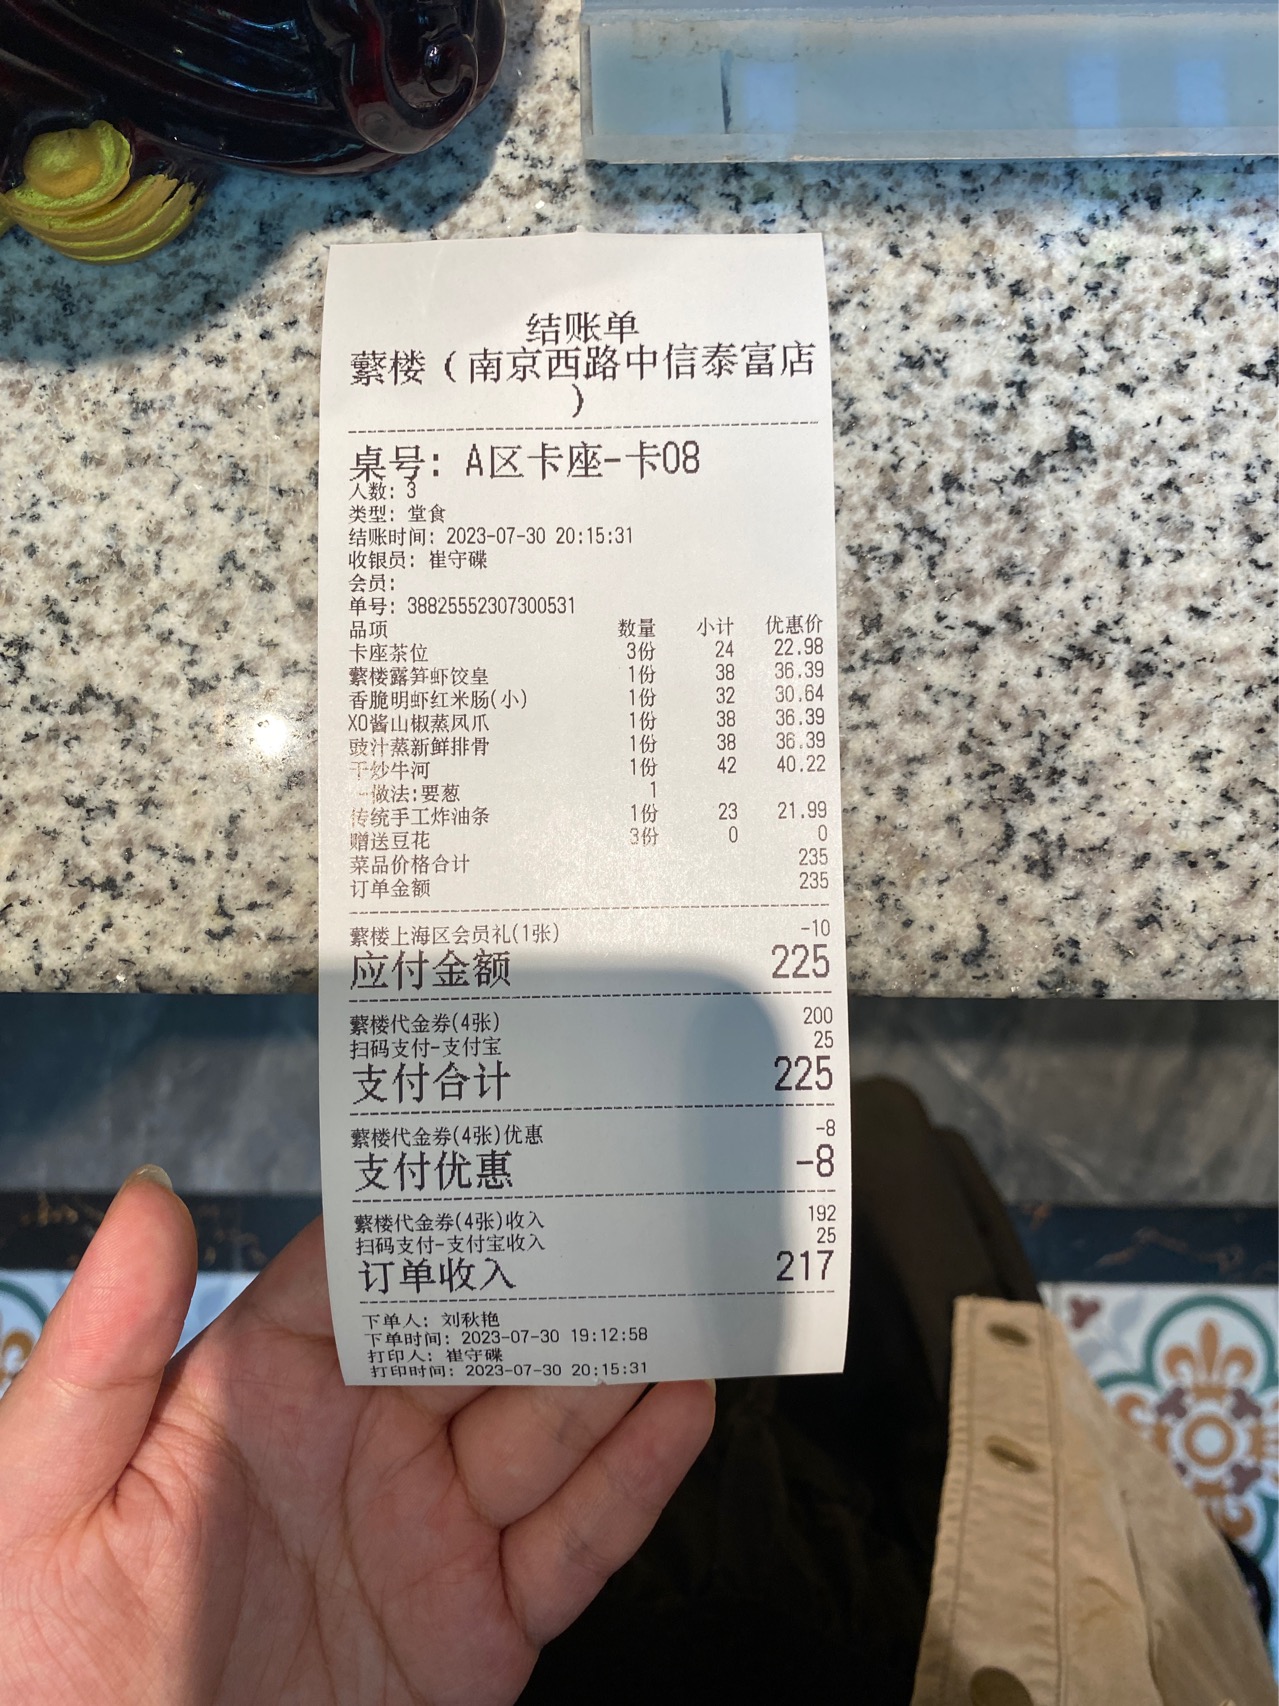 结账单
蘩楼（南京西路中信泰富店
）
桌号: A区卡座-卡08
人数: 3
类型: 堂食
结账时间: 2023-07-30 20:15:31
收银员: 崔守碟
会员:
单号: 38825552307300531
品项 数量 小计 优惠价
卡座茶位 3份 24 22.98
蘩楼露笋虾饺皇 1份 38 36.39
香脆明虾红米肠(小) 1份 32 30.64
XO酱山椒蒸凤爪 1份 38 36.39
豉汁蒸新鲜排骨 1份 38 36.39
干炒牛河 1份 42 40.22
-做法:要葱 1
传统手工炸油条 1份 23 21.99
赠送豆花 3份 0 0
菜品价格合计 235
订单金额 235
蘩楼上海区会员礼(1张) -10
应付金额 225
蘩楼代金券(4张) 200
扫码支付-支付宝 25
支付合计 225
蘩楼代金券(4张)优惠 -8
支付优惠 -8
蘩楼代金券(4张)收入 192
扫码支付-支付宝收入 25
订单收入 217
下单人: 刘秋艳
下单时间: 2023-07-30 19:12:58
打印人: 崔守碟
打印时间: 2023-07-30 20:15:31